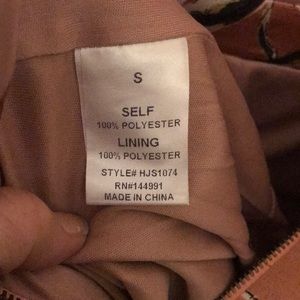 S
SELF
100% POLYESTER
LINING
100% POLYESTER
STYLE# HJS1074
RN#144991
MADE IN CHINA